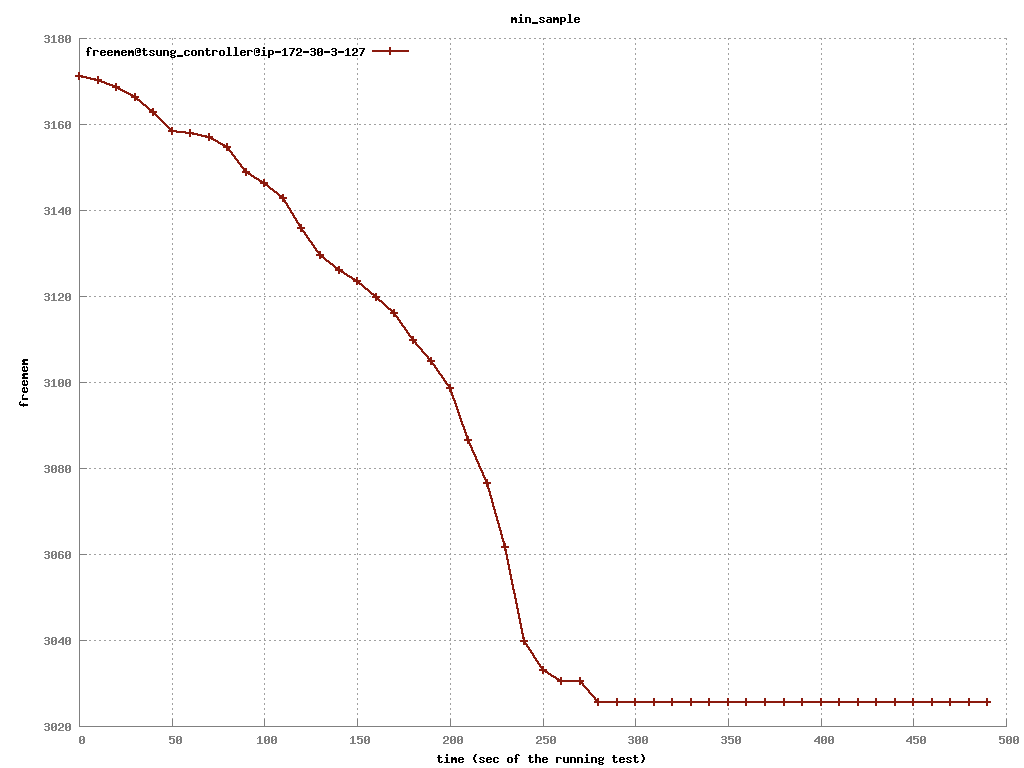 min_sample
freemem@tsung_controller@ip-172-30-3-127
3180
3160
3140
3120
3100
3080
3060
3040
3020
freemem
0 50 100 150 200 250 300 350 400 450 500
time (sec of the running test)